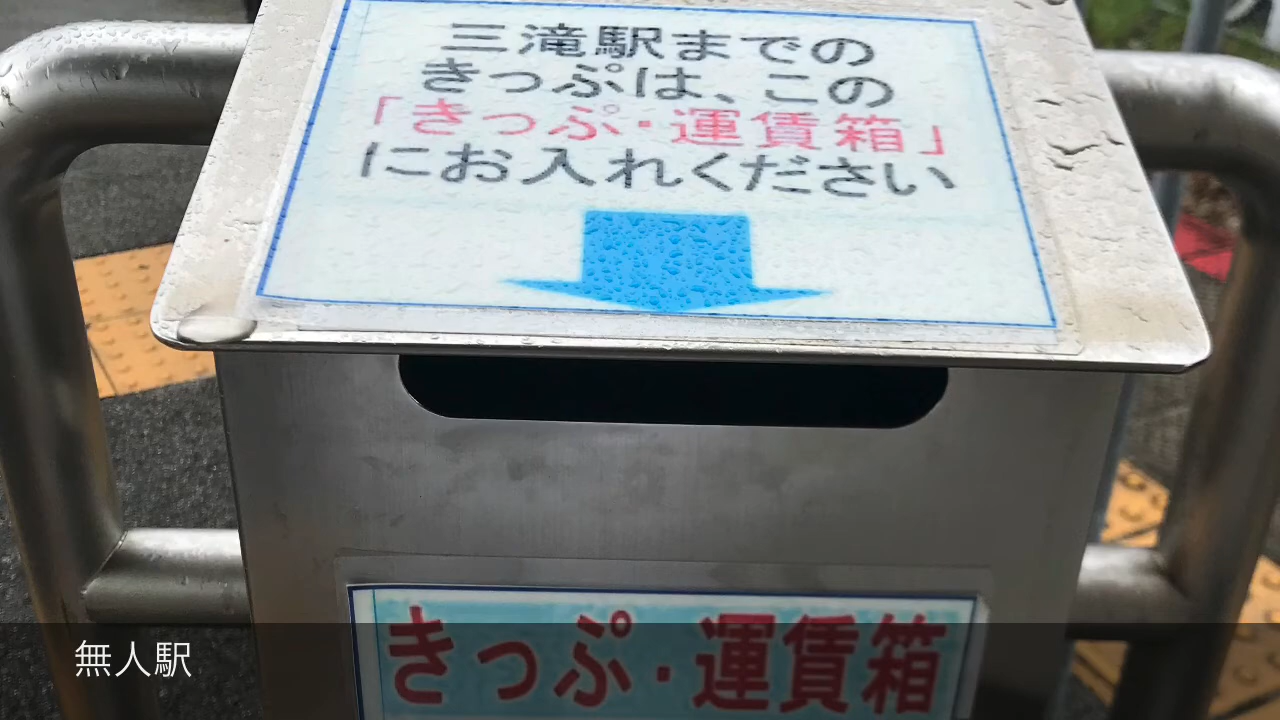 三滝駅までの
きっぷは、この
「きっぷ・運賃箱」
にお入れください
きっぷ・運賃箱
無人駅